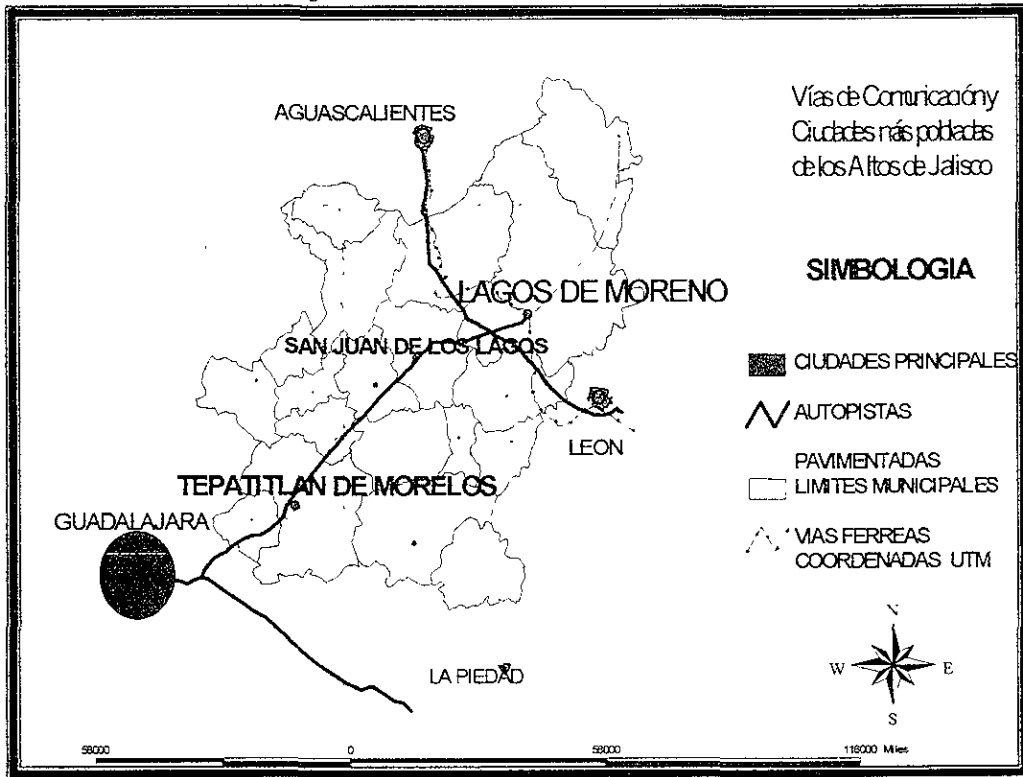 Vías de Comunicación y
Ciudades más pobladas
de los Altos de Jalisco
AGUASCALIENTES
SIMBOLOGIA
LAGOS DE MORENO
SAN JUAN DE LOS LAGOS
CIUDADES PRINCIPALES
AUTOPISTAS
LEON
PAVIMENTADAS
LIMITES MUNICIPALES
TEPATITLAN DE MORELOS
GUADALAJARA
VIAS FERREAS
COORDENADAS UTM
N
W E
S
LA PIEDAD
58000 0 58000 116000 Miles